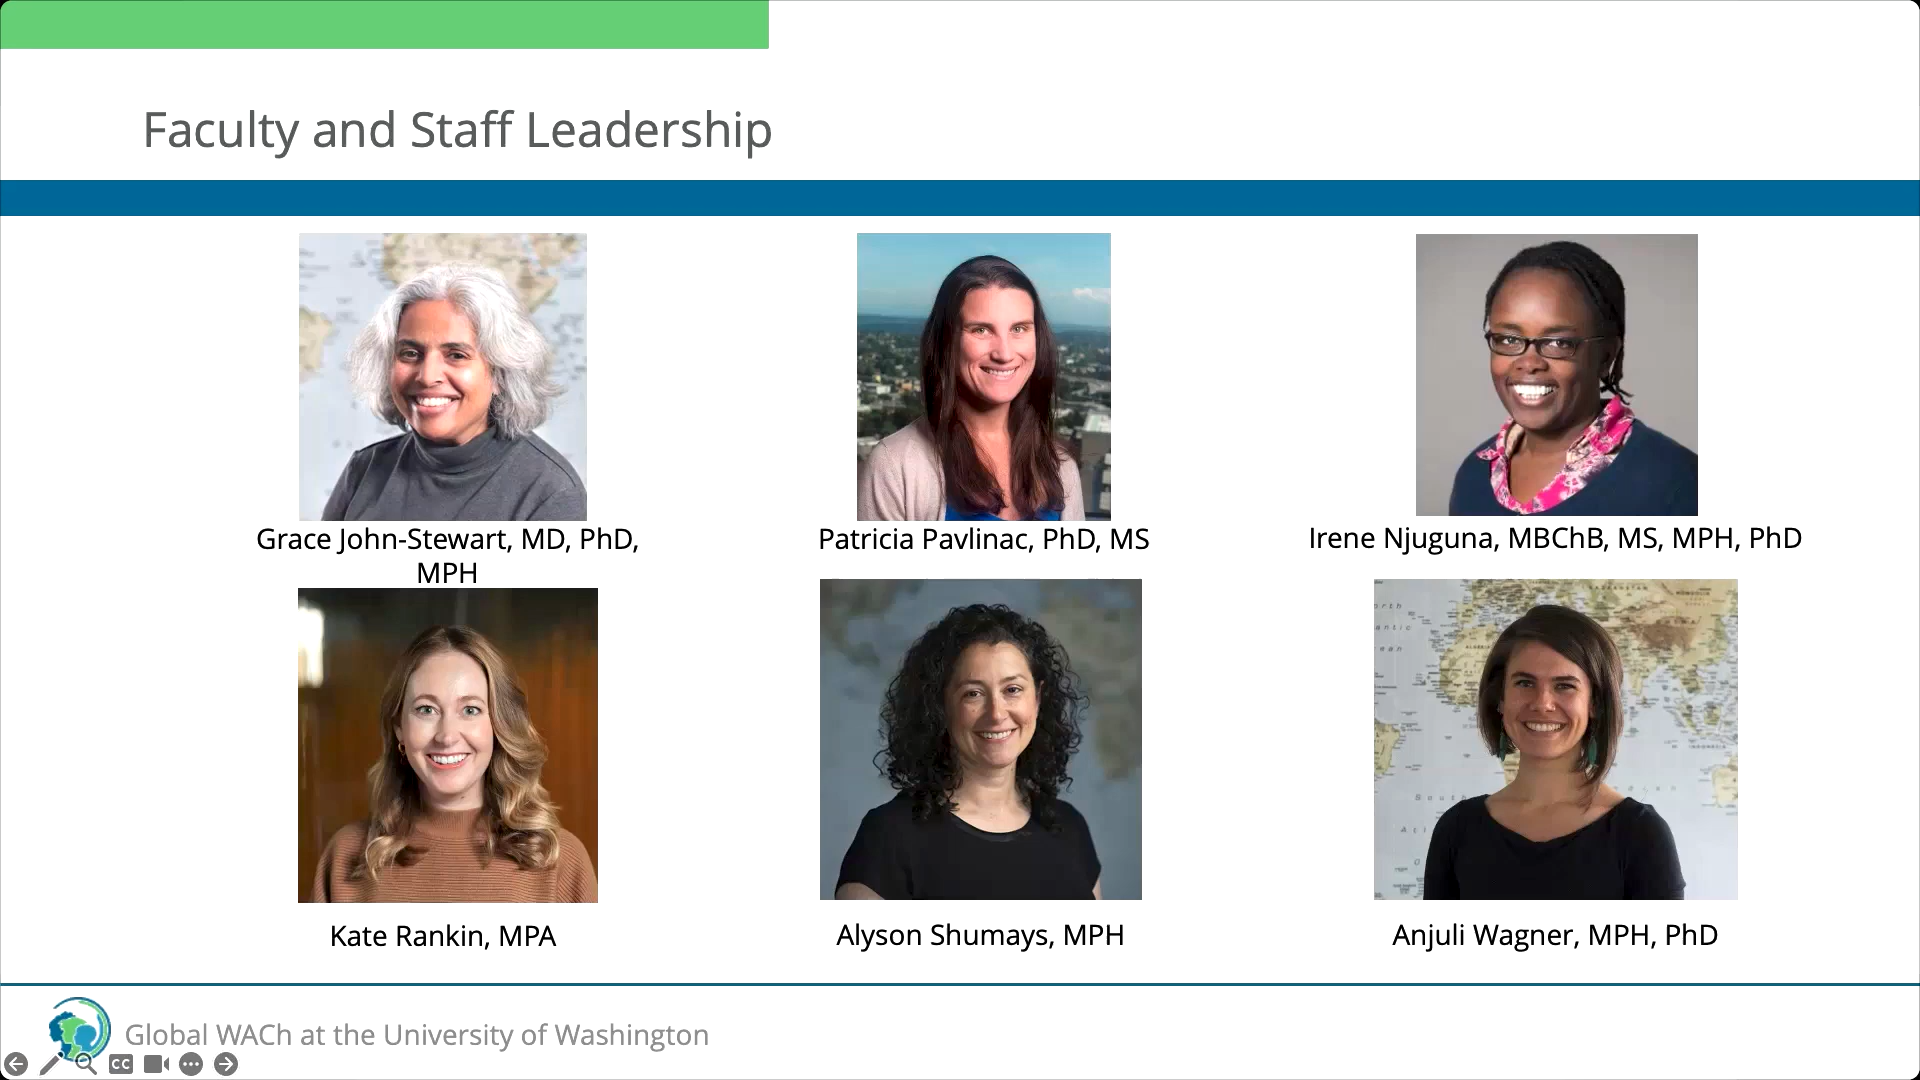 Faculty and Staff Leadership
Grace John-Stewart, MD, PhD,
MPH
Patricia Pavlinac, PhD, MS
Irene Njuguna, MBChB, MS, MPH, PhD
Kate Rankin, MPA
Alyson Shumays, MPH
Anjuli Wagner, MPH, PhD
Global WACh at the University of Washington
CC